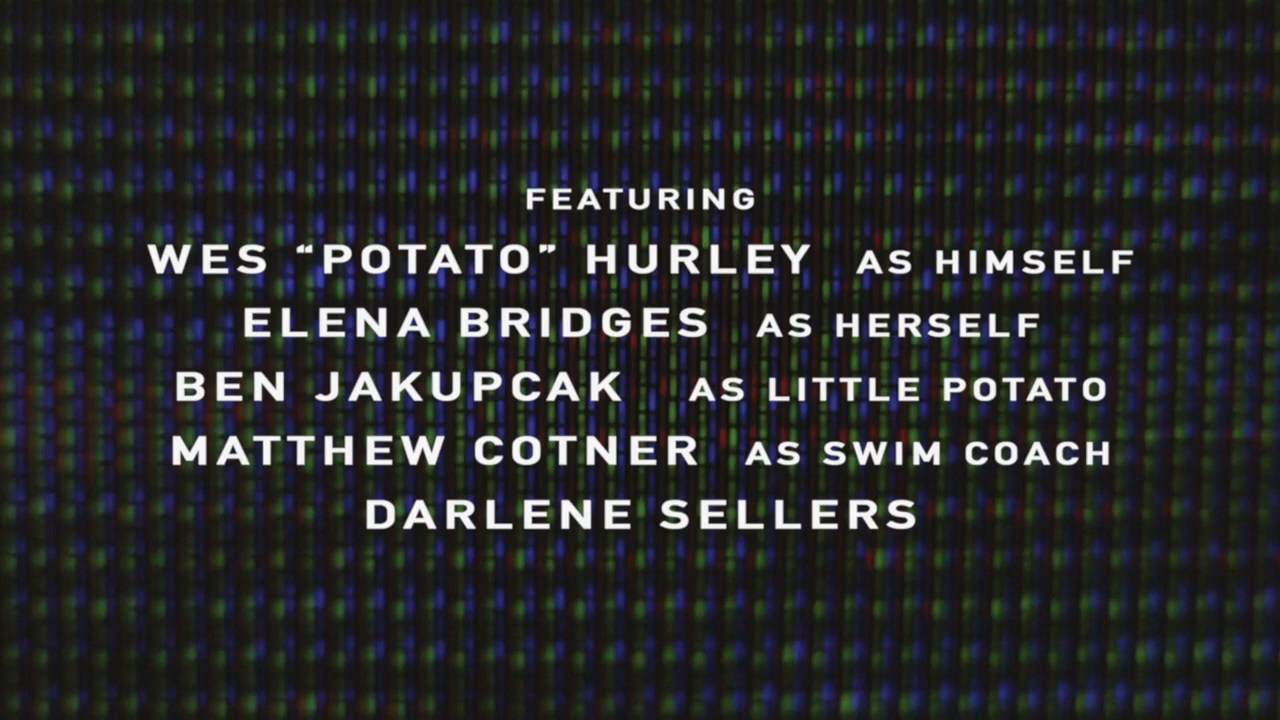 FEATURING
WES “POTATO” HURLEY AS HIMSELF
ELENA BRIDGES AS HERSELF
BEN JAKUPCAK AS LITTLE POTATO
MATTHEW COTNER AS SWIM COACH
DARLENE SELLERS